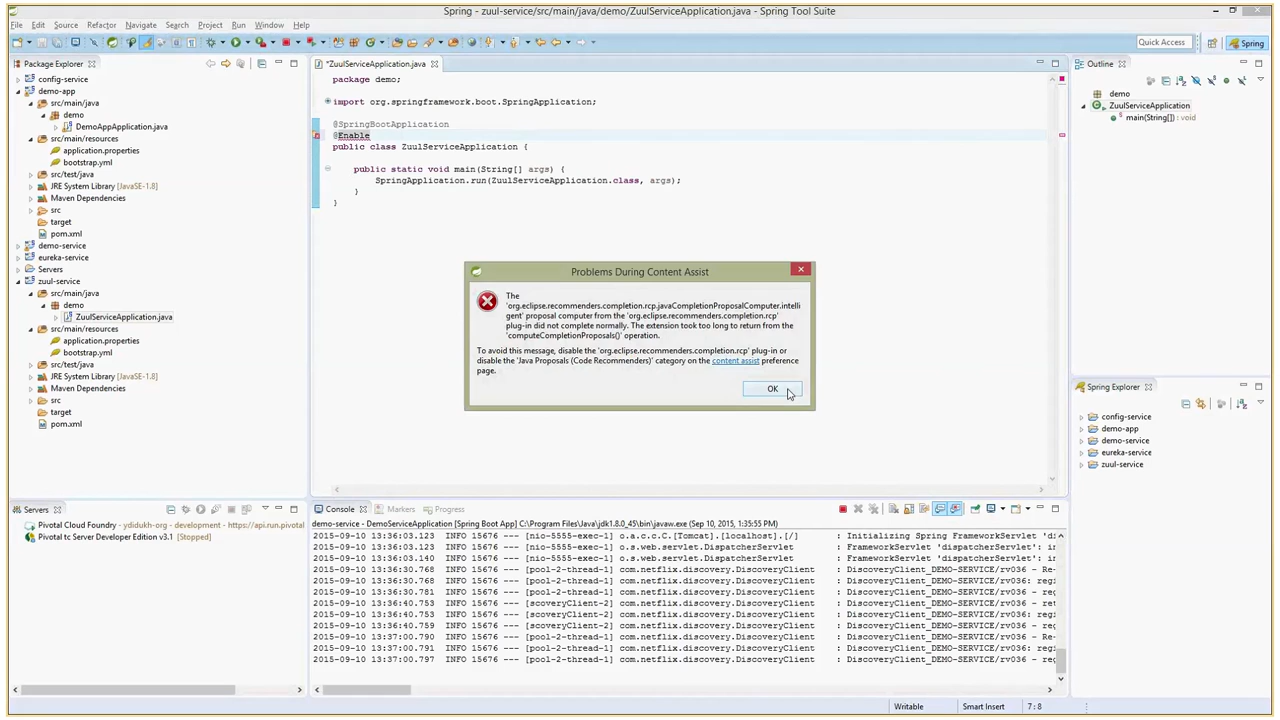 Spring - zuul-service/src/main/java/demo/ZuulServiceApplication.java - Spring Tool Suite
File Edit Source Refactor Navigate Search Project Run Window Help
Quick Access
Spring
Package Explorer
config-service
demo-app
src/main/java
demo
DemoAppApplication.java
src/main/resources
application.properties
bootstrap.yml
src/test/java
JRE System Library [JavaSE-1.8]
Maven Dependencies
src
target
pom.xml
demo-service
eureka-service
Servers
zuul-service
src/main/java
demo
ZuulServiceApplication.java
src/main/resources
application.properties
bootstrap.yml
src/test/java
JRE System Library [JavaSE-1.8]
Maven Dependencies
src
target
pom.xml
*ZuulServiceApplication.java
package demo;
import org.springframework.boot.SpringApplication;
@SpringBootApplication
@Enable
public class ZuulServiceApplication {
public static void main(String[] args) {
SpringApplication.run(ZuulServiceApplication.class, args);
}
}
Problems During Content Assist
The
'org.eclipse.recommenders.completion.rcp.javaCompletionProposalComputer.intelli
gent' proposal computer from the 'org.eclipse.recommenders.completion.rcp'
plug-in did not complete normally. The extension took too long to return from the
'computeCompletionProposals()' operation.
To avoid this message, disable the 'org.eclipse.recommenders.completion.rcp' plug-in or
disable the 'Java Proposals (Code Recommenders)' category on the content assist preference
page.
OK
Outline
demo
ZuulServiceApplication
main(String[]) : void
Spring Explorer
config-service
demo-app
demo-service
eureka-service
zuul-service
Servers
Pivotal Cloud Foundry - ydidukh-org - development - https://api.run.pivotal
Pivotal tc Server Developer Edition v3.1 [Stopped]
Console Markers Progress
demo-service - DemoServiceApplication [Spring Boot App] C:\Program Files\Java\jdk1.8.0_45\bin\javaw.exe (Sep 10, 2015, 1:35:55 PM)
2015-09-10 13:36:03.123 INFO 15676 --- [nio-5555-exec-1] o.a.c.c.C.[Tomcat].[localhost].[/] : Initializing Spring FrameworkServlet 'di
2015-09-10 13:36:03.123 INFO 15676 --- [nio-5555-exec-1] o.s.web.servlet.DispatcherServlet : FrameworkServlet 'dispatcherServlet': in
2015-09-10 13:36:03.140 INFO 15676 --- [nio-5555-exec-1] o.s.web.servlet.DispatcherServlet : FrameworkServlet 'dispatcherServlet': in
2015-09-10 13:36:30.768 INFO 15676 --- [pool-2-thread-1] com.netflix.discovery.DiscoveryClient : DiscoveryClient_DEMO-SERVICE/rv036 - Re-
2015-09-10 13:36:30.768 INFO 15676 --- [pool-2-thread-1] com.netflix.discovery.DiscoveryClient : DiscoveryClient_DEMO-SERVICE/rv036: regi
2015-09-10 13:36:30.781 INFO 15676 --- [pool-2-thread-1] com.netflix.discovery.DiscoveryClient : DiscoveryClient_DEMO-SERVICE/rv036 - reg
2015-09-10 13:36:40.753 INFO 15676 --- [scoveryClient-2] com.netflix.discovery.DiscoveryClient : DiscoveryClient_DEMO-SERVICE/rv036 - Re-
2015-09-10 13:36:40.753 INFO 15676 --- [scoveryClient-2] com.netflix.discovery.DiscoveryClient : DiscoveryClient_DEMO-SERVICE/rv036: regi
2015-09-10 13:36:40.753 INFO 15676 --- [scoveryClient-2] com.netflix.discovery.DiscoveryClient : DiscoveryClient_DEMO-SERVICE/rv036 - reg
2015-09-10 13:37:00.790 INFO 15676 --- [pool-2-thread-1] com.netflix.discovery.DiscoveryClient : DiscoveryClient_DEMO-SERVICE/rv036 - Re-
2015-09-10 13:37:00.791 INFO 15676 --- [pool-2-thread-1] com.netflix.discovery.DiscoveryClient : DiscoveryClient_DEMO-SERVICE/rv036: regi
2015-09-10 13:37:00.797 INFO 15676 --- [pool-2-thread-1] com.netflix.discovery.DiscoveryClient : DiscoveryClient_DEMO-SERVICE/rv036 - reg
Writable Smart Insert 7 : 8